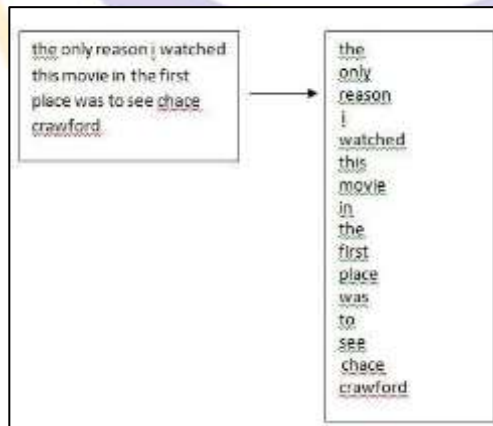 the only reason i watched
this movie in the first
place was to see chace
crawford
the
only
reason
i
watched
this
movie
in
the
first
place
was
to
see
chace
crawford